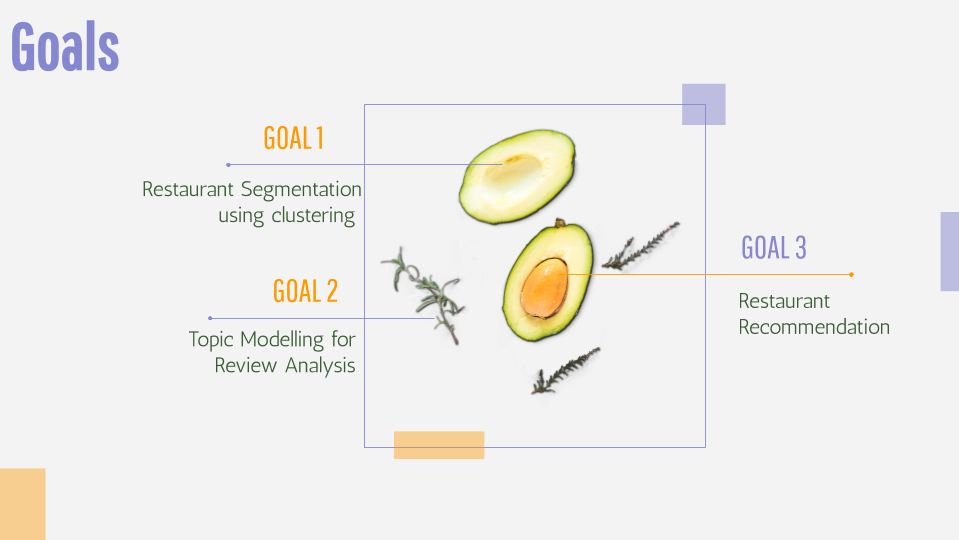 Goals
GOAL 1
Restaurant Segmentation
using clustering
GOAL 2
Topic Modelling for
Review Analysis
GOAL 3
Restaurant
Recommendation